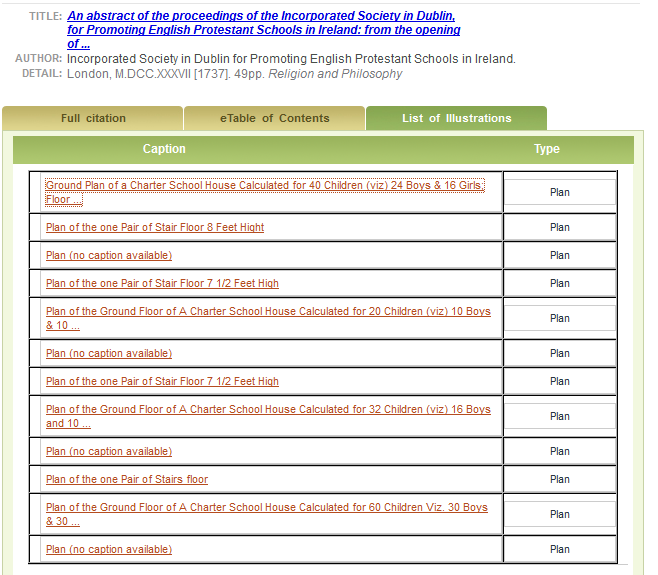 TITLE: An abstract of the proceedings of the Incorporated Society in Dublin,
for Promoting English Protestant Schools in Ireland: from the opening
of ...
AUTHOR: Incorporated Society in Dublin for Promoting English Protestant Schools in Ireland.
DETAIL: London, M.DCC.XXXVII [1737]. 49pp. Religion and Philosophy
Full citation eTable of Contents List of Illustrations
Caption Type
Ground Plan of a Charter School House Calculated for 40 Children (viz) 24 Boys & 16 Girls; Plan
Floor ...
Plan of the one Pair of Stair Floor 8 Feet Hight Plan
Plan (no caption available) Plan
Plan of the one Pair of Stair Floor 7 1/2 Feet High Plan
Plan of the Ground Floor of A Charter School House Calculated for 20 Children (viz) 10 Boys Plan
& 10 ...
Plan (no caption available) Plan
Plan of the one Pair of Stair Floor 7 1/2 Feet High Plan
Plan of the Ground Floor of A Charter School House Calculated for 32 Children (viz) 16 Boys Plan
and 10 ...
Plan (no caption available) Plan
Plan of the one Pair of Stairs floor Plan
Plan of the Ground Floor of A Charter School House Calculated for 60 Children Viz. 30 Boys Plan
& 30 ...
Plan (no caption available) Plan